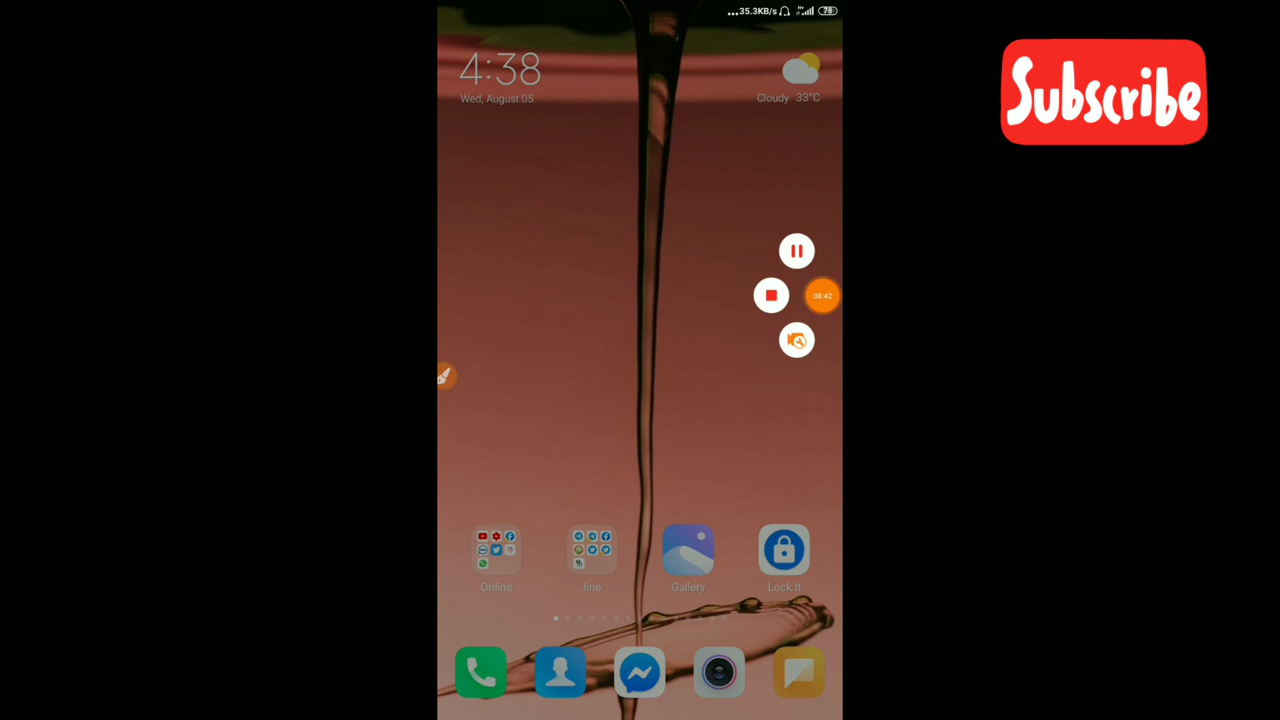 ...35.3KB/s 78
4:38
Wed, August 05
Cloudy 33°C
Subscribe
08:42
Online
line
Gallery
Lock It